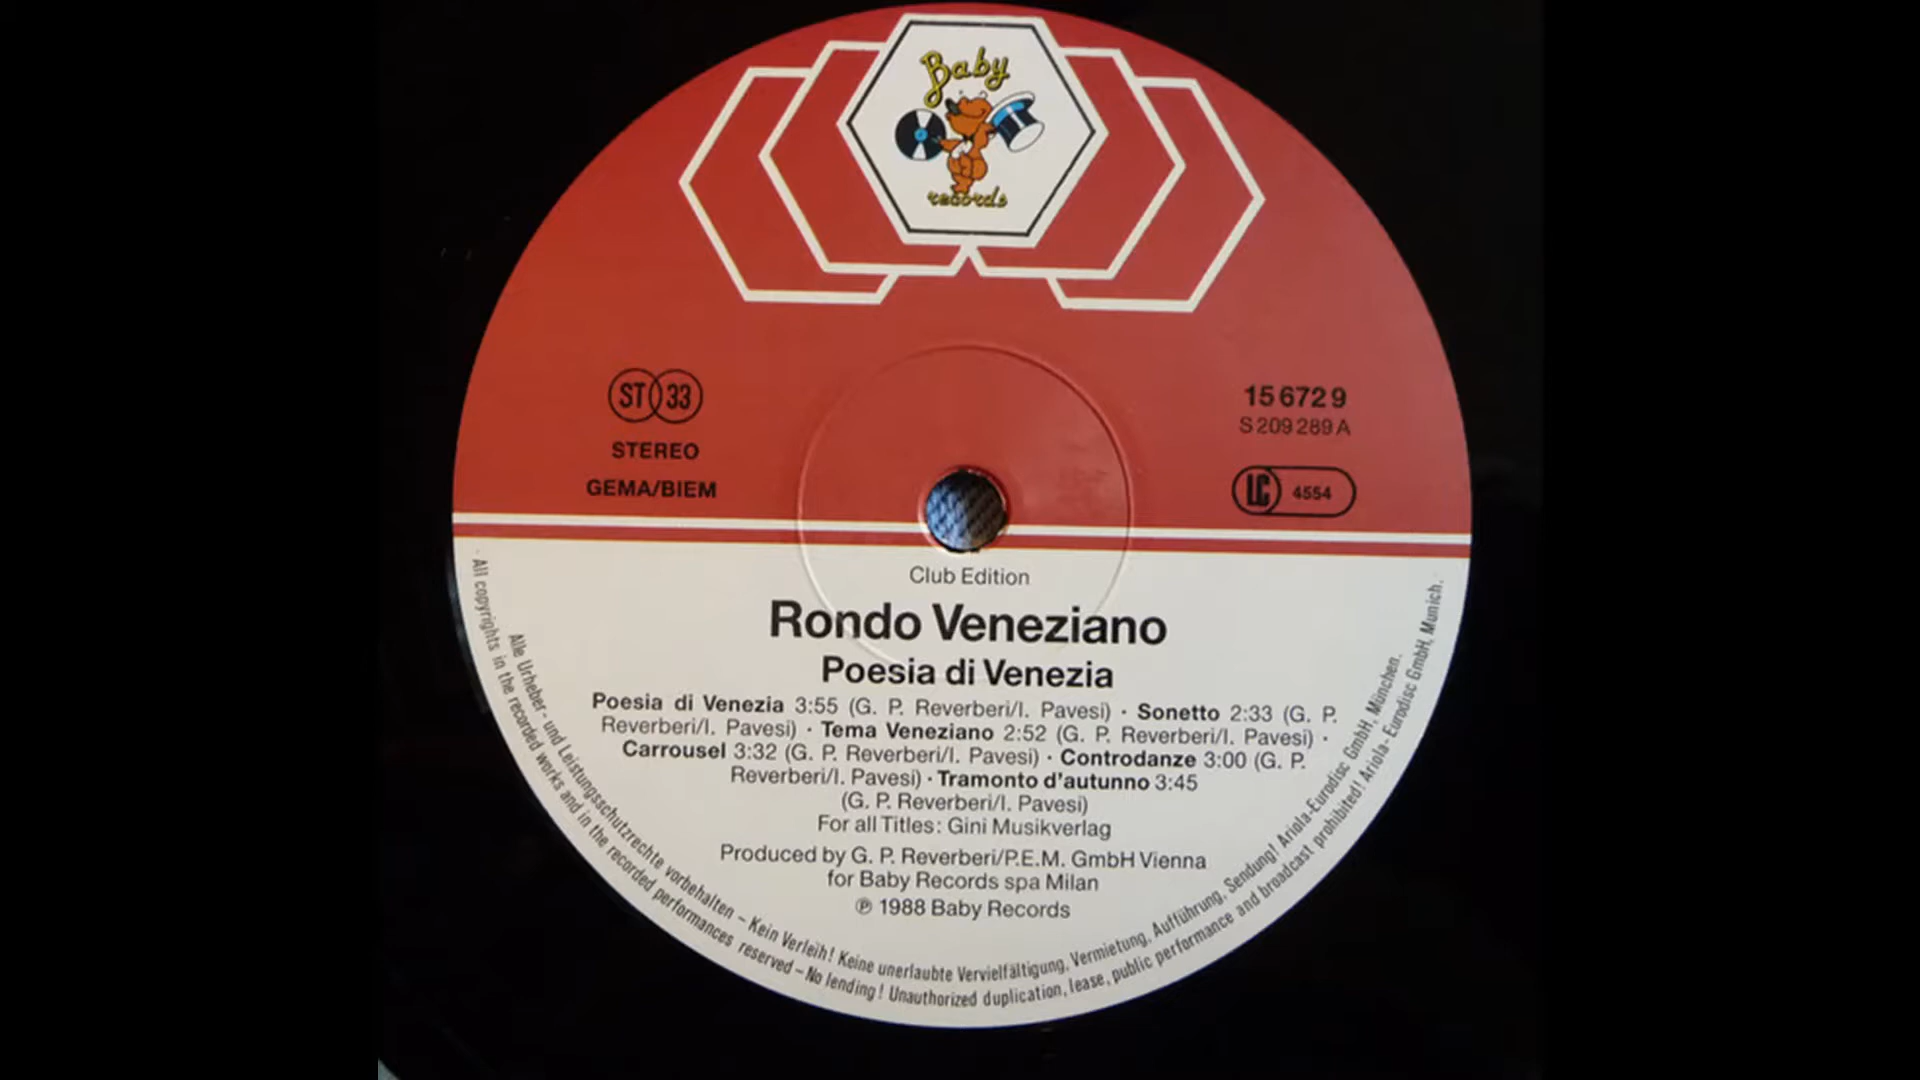 Baby
records
ST 33
STEREO
GEMA/BIEM
15 672 9
S 209 289 A
LC 4554
Club Edition
Rondo Veneziano
Poesia di Venezia
Poesia di Venezia 3:55 (G. P. Reverberi/I. Pavesi) · Sonetto 2:33 (G. P.
Reverberi/I. Pavesi) · Tema Veneziano 2:52 (G. P. Reverberi/I. Pavesi) ·
Carrousel 3:32 (G. P. Reverberi/I. Pavesi) · Controdanze 3:00 (G. P.
Reverberi/I. Pavesi) · Tramonto d'autunno 3:45
(G. P. Reverberi/I. Pavesi)
For all Titles: Gini Musikverlag
Produced by G. P. Reverberi/P.E.M. GmbH Vienna
for Baby Records spa Milan
℗ 1988 Baby Records
Alle Urheber- und Leistungsschutzrechte vorbehalten – Kein Verleih! Keine unerlaubte Vervielfältigung, Vermietung, Aufführung, Sendung! Ariola-Eurodisc GmbH, München.
All copyrights in the recorded works and in the recorded performances reserved – No lending! Unauthorized duplication, lease, public performance and broadcast prohibited! Ariola-Eurodisc GmbH, Munich.